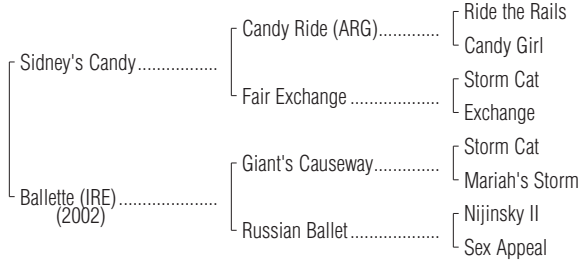 Ride the Rails
Candy Ride (ARG).............
Candy Girl
Sidney's Candy.................
Storm Cat
Fair Exchange ...................
Exchange
Storm Cat
Giant's Causeway..............
Mariah's Storm
Ballette (IRE).....................
(2002)
Nijinsky II
Russian Ballet...................
Sex Appeal